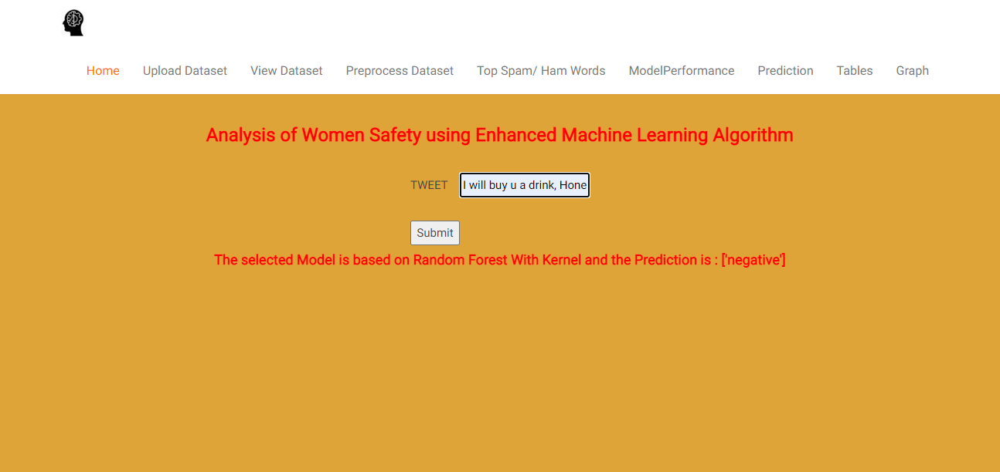 Home Upload Dataset View Dataset Preprocess Dataset Top Spam/ Ham Words ModelPerformance Prediction Tables Graph
Analysis of Women Safety using Enhanced Machine Learning Algorithm
TWEET I will buy u a drink, Hone
Submit
The selected Model is based on Random Forest With Kernel and the Prediction is : ['negative']